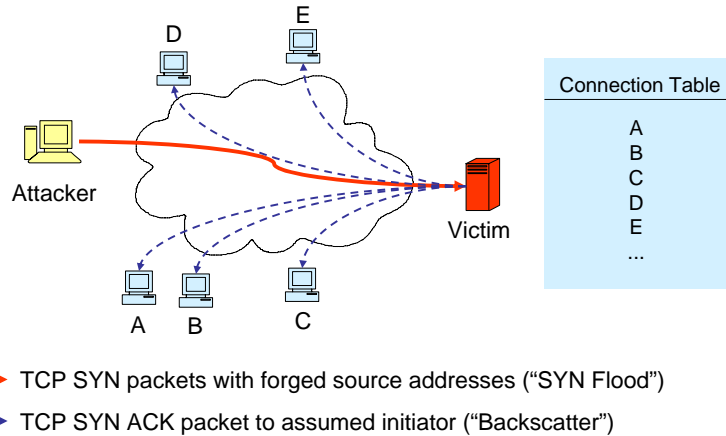 E
D
Connection Table
Attacker
A
B
C
D
E
...
Victim
A
B
C
TCP SYN packets with forged source addresses (“SYN Flood”)
TCP SYN ACK packet to assumed initiator (“Backscatter”)